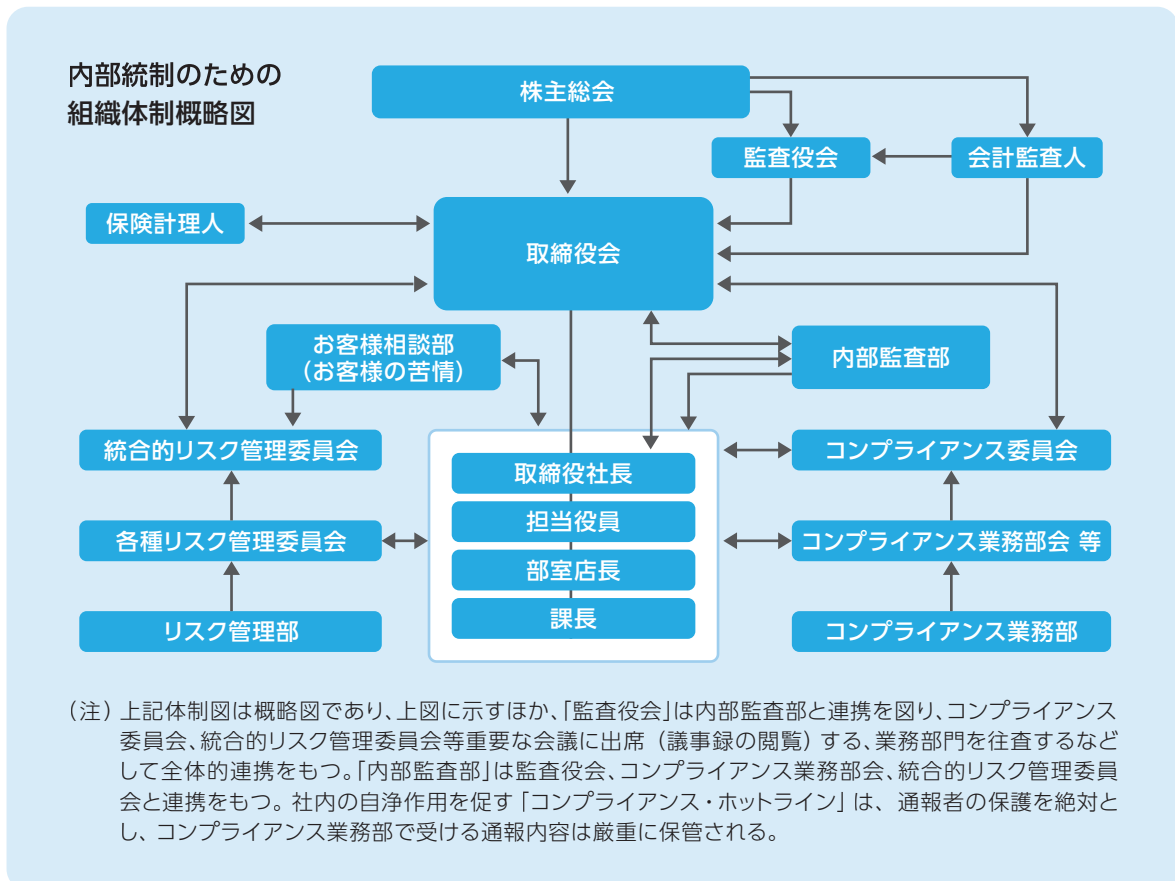 内部統制のための
組織体制概略図
株主総会
監査役会
会計監査人
保険計理人
取締役会
お客様相談部
（お客様の苦情）
内部監査部
統合的リスク管理委員会
コンプライアンス委員会
取締役社長
担当役員
各種リスク管理委員会
コンプライアンス業務部会 等
部室店長
課長
リスク管理部
コンプライアンス業務部
（注）上記体制図は概略図であり、上図に示すほか、「監査役会」は内部監査部と連携を図り、コンプライアンス
委員会、統合的リスク管理委員会等重要な会議に出席（議事録の閲覧）する、業務部門を往査するなど
して全体的連携をもつ。「内部監査部」は監査役会、コンプライアンス業務部会、統合的リスク管理委員
会と連携をもつ。社内の自浄作用を促す「コンプライアンス・ホットライン」は、通報者の保護を絶対と
し、コンプライアンス業務部で受ける通報内容は厳重に保管される。